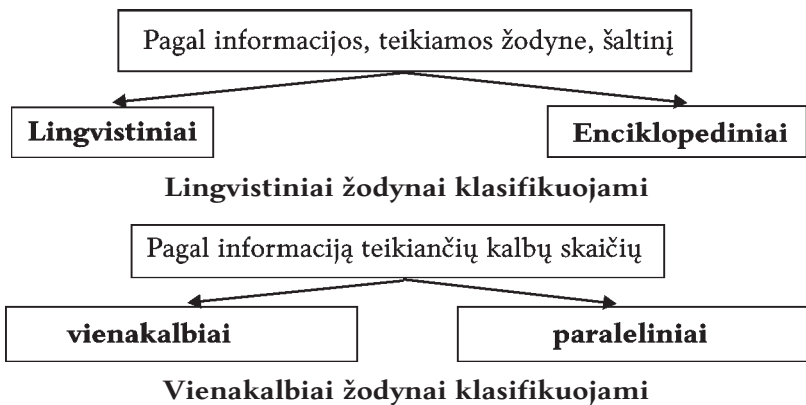 Pagal informacijos, teikiamos žodyne, šaltinį
Lingvistiniai
Enciklopediniai
Lingvistiniai žodynai klasifikuojami
Pagal informaciją teikiančių kalbų skaičių
vienakalbiai
paraleliniai
Vienakalbiai žodynai klasifikuojami